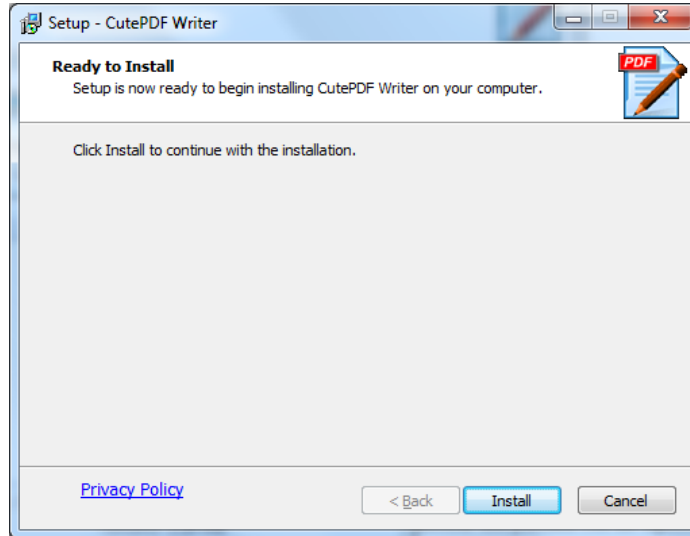 Setup - CutePDF Writer
Ready to Install
Setup is now ready to begin installing CutePDF Writer on your computer.
PDF
Click Install to continue with the installation.
Privacy Policy
< Back
Install
Cancel